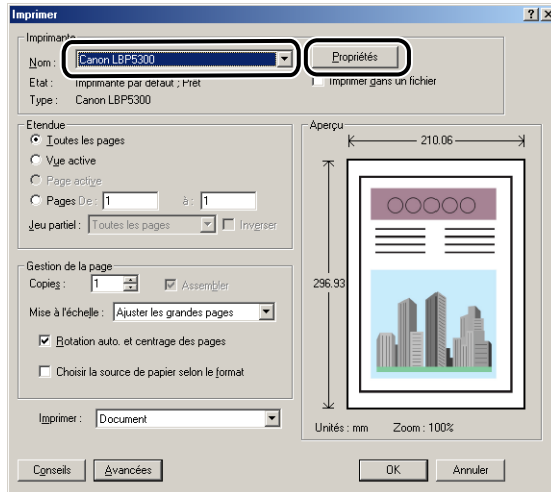 Imprimer
Imprimante
Nom : Canon LBP5300 Propriétés
Etat : Imprimante par défaut ; Prêt Imprimer dans un fichier
Type : Canon LBP5300
Etendue
Toutes les pages
Vue active
Page active
Pages De : 1 à : 1
Jeu partiel : Toutes les pages Inverser
Gestion de la page
Copies : 1 Assembler
Mise à l'échelle : Ajuster les grandes pages
Rotation auto. et centrage des pages
Choisir la source de papier selon le format
Imprimer : Document
Aperçu
210.06
296.93
Unités : mm Zoom : 100%
Conseils Avancées OK Annuler